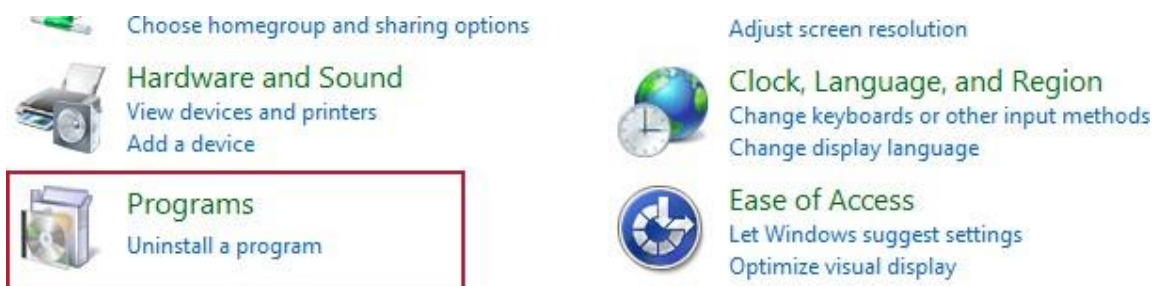 Choose homegroup and sharing options
Hardware and Sound
View devices and printers
Add a device
Programs
Uninstall a program
Adjust screen resolution
Clock, Language, and Region
Change keyboards or other input methods
Change display language
Ease of Access
Let Windows suggest settings
Optimize visual display